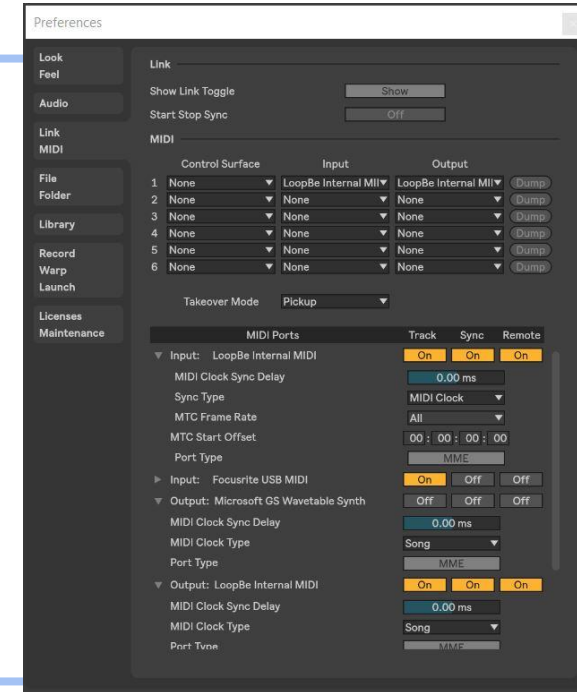 Preferences
Look
Feel
Audio
Link
MIDI
File
Folder
Library
Record
Warp
Launch
Licenses
Maintenance
Link
Show Link Toggle Show
Start Stop Sync Off
MIDI
Control Surface Input Output
1 None LoopBe Internal MII LoopBe Internal MII Dump
2 None None None Dump
3 None None None Dump
4 None None None Dump
5 None None None Dump
6 None None None Dump
Takeover Mode Pickup
MIDI Ports Track Sync Remote
Input: LoopBe Internal MIDI On On On
MIDI Clock Sync Delay 0.00 ms
Sync Type MIDI Clock
MTC Frame Rate All
MTC Start Offset 00 : 00 : 00 : 00
Port Type MME
Input: Focusrite USB MIDI On Off Off
Output: Microsoft GS Wavetable Synth Off Off Off
MIDI Clock Sync Delay 0.00 ms
MIDI Clock Type Song
Port Type MME
Output: LoopBe Internal MIDI On On On
MIDI Clock Sync Delay 0.00 ms
MIDI Clock Type Song
Port Type MME